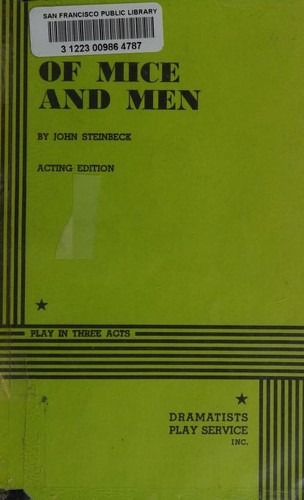 SAN FRANCISCO PUBLIC LIBRARY
3 1223 00986 4787
OF MICE
AND MEN
BY JOHN STEINBECK
ACTING EDITION
PLAY IN THREE ACTS
DRAMATISTS
PLAY SERVICE
INC.